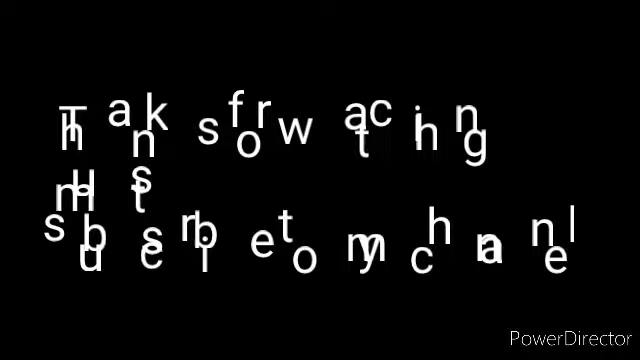 Thanks for watching
must
subscribe to my channel
PowerDirector